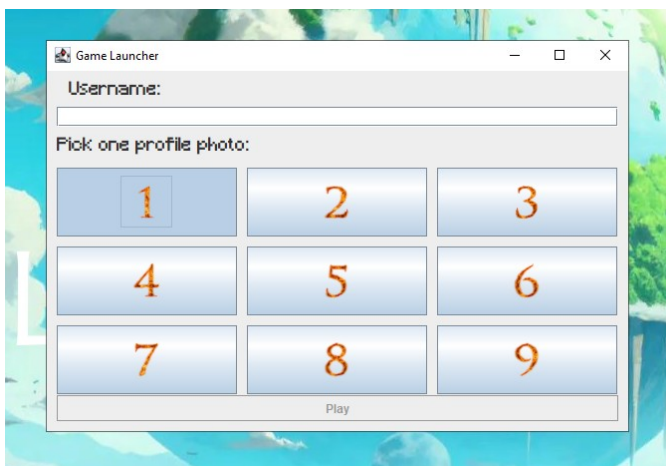 Game Launcher
Username:
Pick one profile photo:
1 2 3
4 5 6
7 8 9
Play